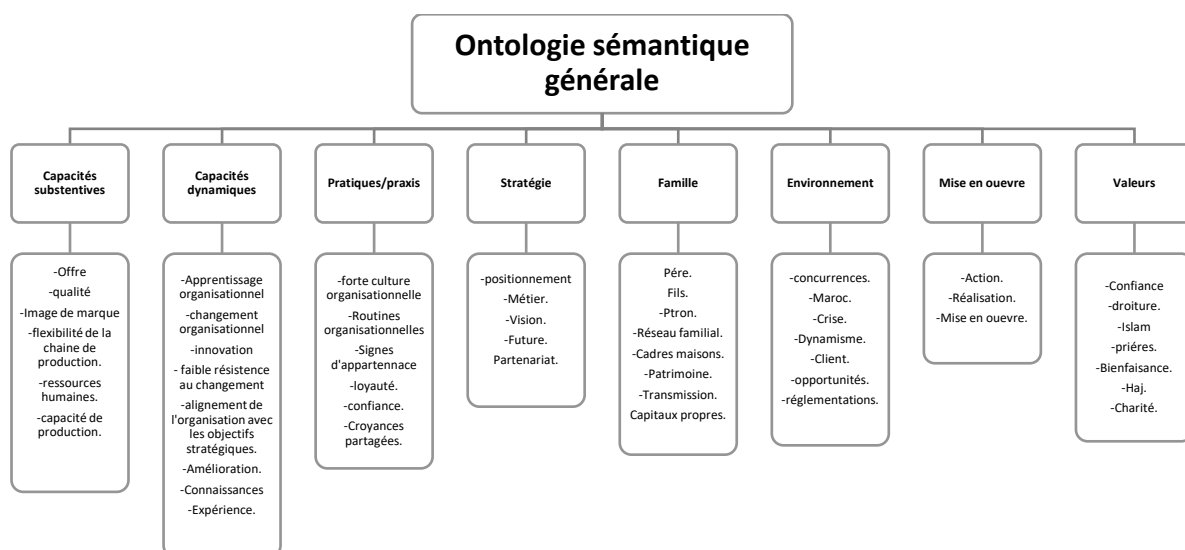 Ontologie sémantique
générale
Capacités
substentives
Capacités
dynamiques
Pratiques/praxis
Stratégie
Famille
Environnement
Mise en ouevre
Valeurs
-Offre
-qualité
-Image de marque
-flexibilité de la
chaine de
production.
-ressources
humaines.
-capacité de
production.
-Apprentissage
organisationnel
-changement
organisationnel
-innovation
- faible résistence
au changement
-alignement de
l'organisation avec
les objectifs
stratégiques.
-Amélioration.
-Connaissances
-Expérience.
-forte culture
organisationnelle
-Routines
organisationnelles
-Signes
d'appartennace
-loyauté.
-confiance.
-Croyances
partagées.
-positionnement
-Métier.
-Vision.
-Future.
Partenariat.
Pére.
Fils.
-Ptron.
-Réseau familial.
-Cadres maisons.
-Patrimoine.
-Transmission.
Capitaux propres.
-concurrences.
-Maroc.
-Crise.
-Dynamisme.
-Client.
-opportunités.
-réglementations.
-Action.
-Réalisation.
-Mise en ouevre.
-Confiance
-droiture.
-Islam
-priéres.
-Bienfaisance.
-Haj.
-Charité.